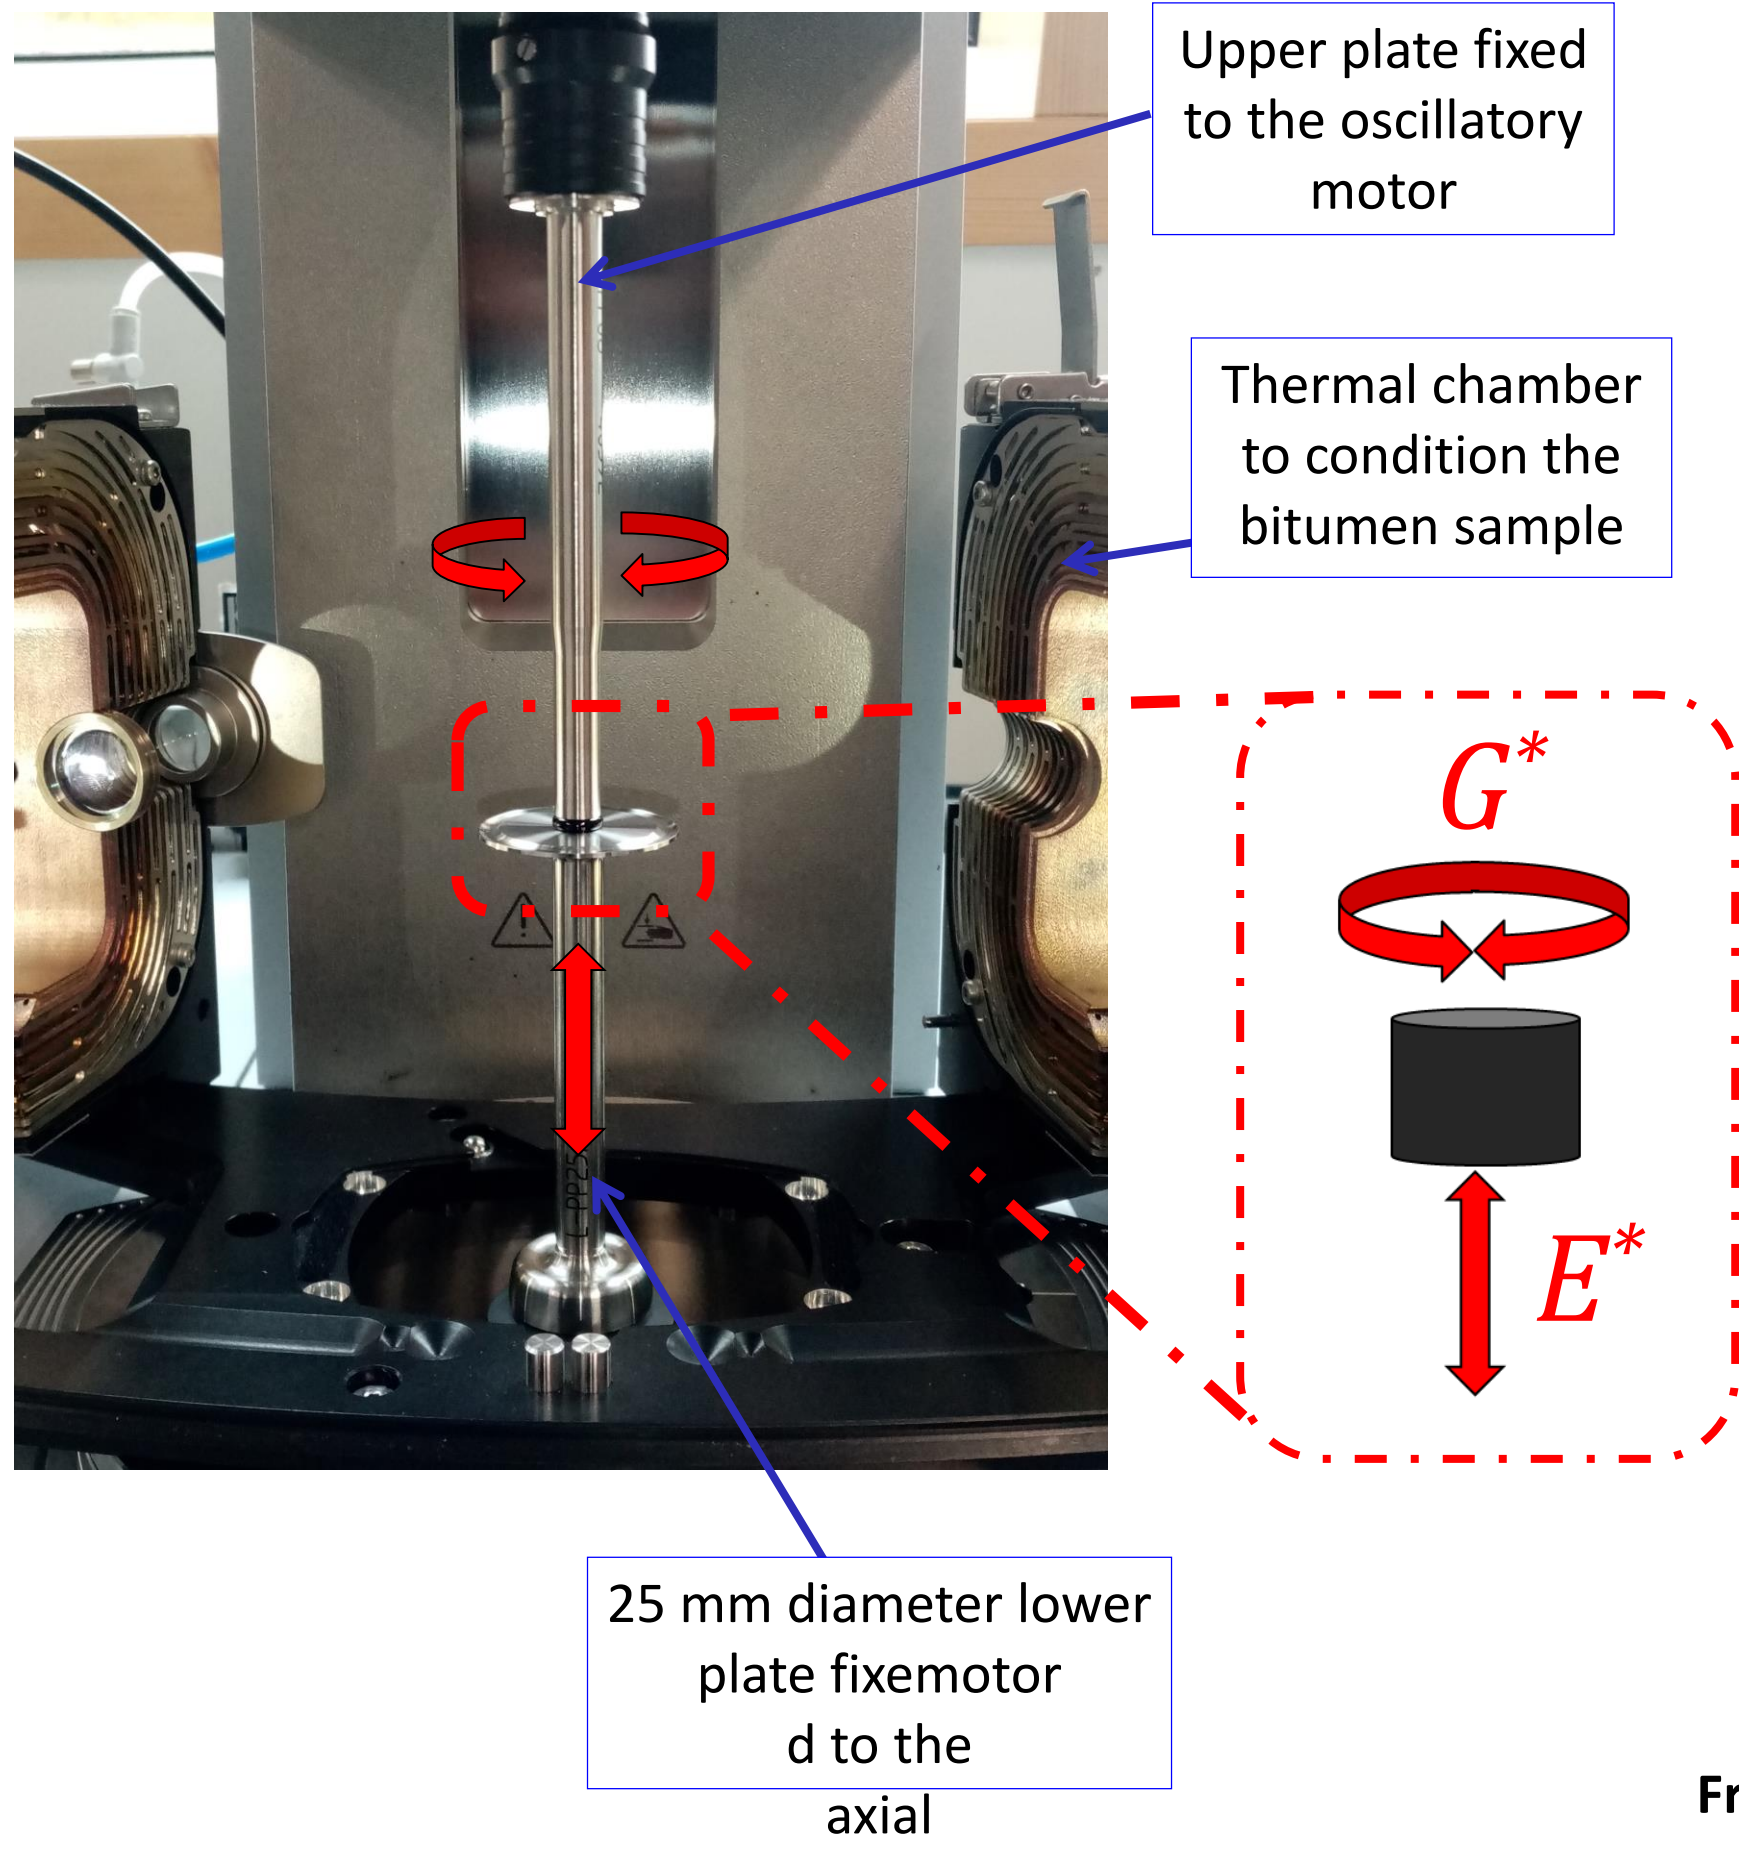 Upper plate fixed
to the oscillatory
motor
Thermal chamber
to condition the
bitumen sample
G*
E*
L-PP25
25 mm diameter lower
plate fixemotor
d to the
axial
Fr